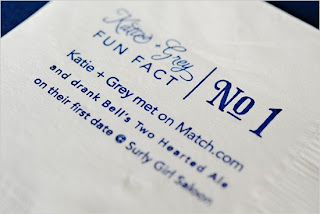 Katie + Grey
FUN FACT | No 1
Katie + Grey met on Match.com
and drank Bell's Two Hearted Ale
on their first date @ Surly Girl Saloon